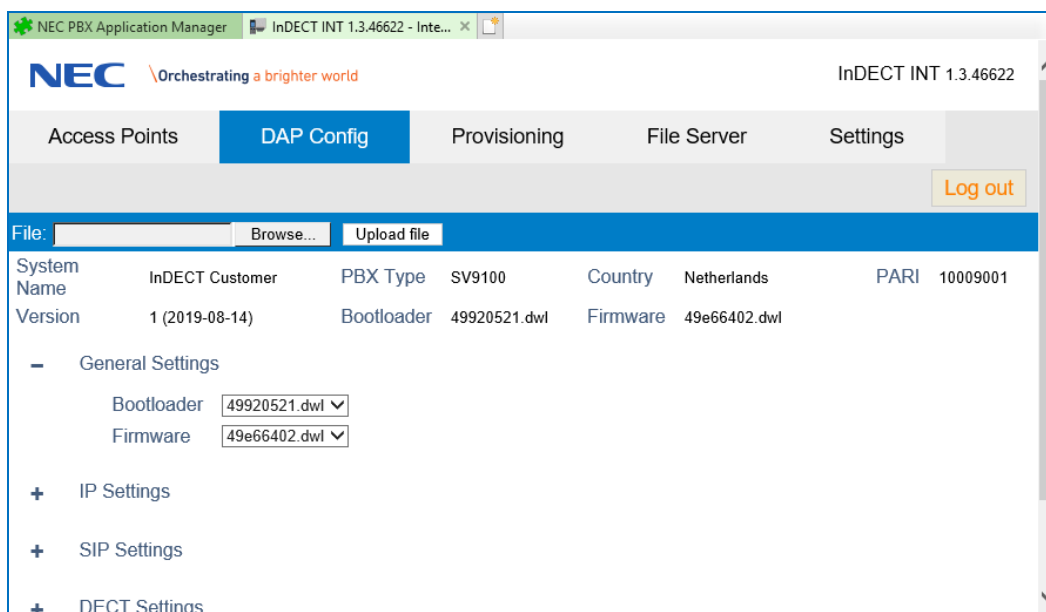 NEC PBX Application Manager InDECT INT 1.3.46622 - Inte...
NEC \Orchestrating a brighter world InDECT INT 1.3.46622
Access Points DAP Config Provisioning File Server Settings
Log out
File: Browse... Upload file
System Name InDECT Customer PBX Type SV9100 Country Netherlands PARI 10009001
Version 1 (2019-08-14) Bootloader 49920521.dwl Firmware 49e66402.dwl
– General Settings
Bootloader 49920521.dwl
Firmware 49e66402.dwl
+ IP Settings
+ SIP Settings
+ DECT Settings